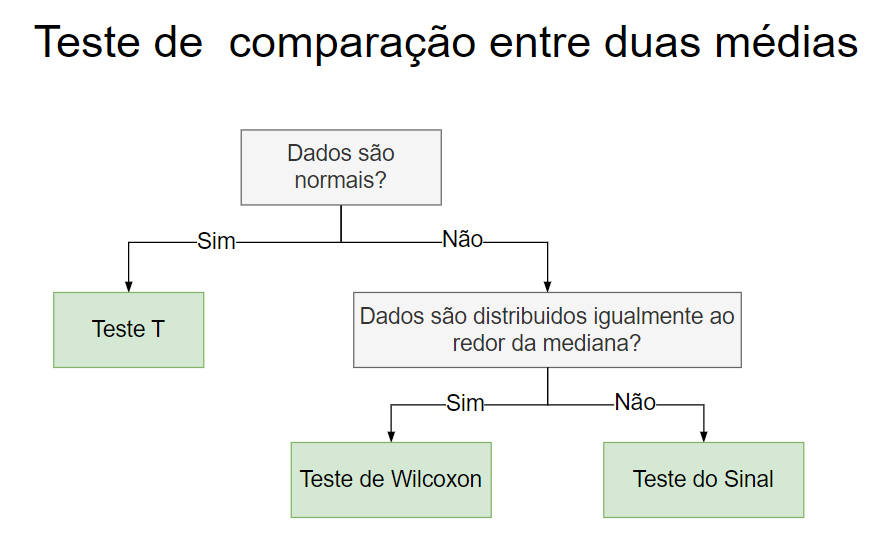 Teste de  comparação entre duas médias
Dados são
normais?
Sim
Não
Teste T
Dados são distribuidos igualmente ao
redor da mediana?
Sim
Não
Teste de Wilcoxon
Teste do Sinal